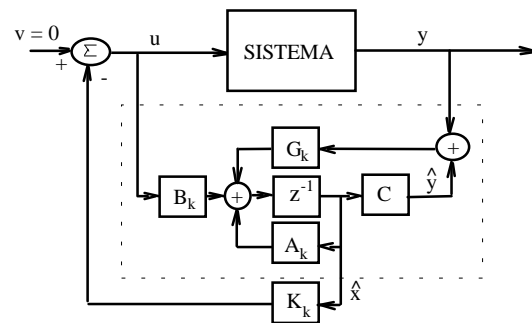 v = 0
Σ
u
SISTEMA
y
+
-
G_k
+
ŷ
B_k
+
z^-1
C
A_k
K_k
x̂